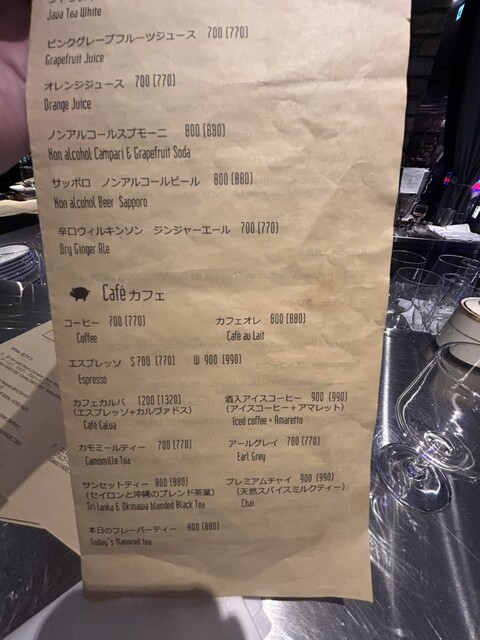 Java Tea White
ピンクグレープフルーツジュース 700 (770)
Grapefruit Juice
オレンジジュース 700 (770)
Orange Juice
ノンアルコールスプモーニ 800 (880)
Non alcohol Campari & Grapefruit Soda
サッポロ ノンアルコールビール 800 (880)
Non alcohol Beer Sapporo
辛口ウィルキンソン ジンジャーエール 700 (770)
Dry Ginger Ale
Cafè カフェ
コーヒー 700 (770)
Coffee
カフェオレ 800 (880)
Cafè au Lait
エスプレッソ S 700 (770) W 900 (990)
Espresso
カフェカルバ 1200 (1320)
(エスプレッソ+カルヴァドス)
Cafè CaLva
酒入アイスコーヒー 900 (990)
(アイスコーヒー+アマレット)
Iced coffee + Amaretto
カモミールティー 700 (770)
Camomille Tea
アールグレイ 700 (770)
Earl Grey
サンセットティー 800 (880)
(セイロンと沖縄のブレンド茶葉)
Sri lanka & Okinawa blended Black Tea
プレミアムチャイ 900 (990)
(天然スパイスミルクティー)
Chai
本日のフレーバーティー 800 (880)
Today's flavored tea